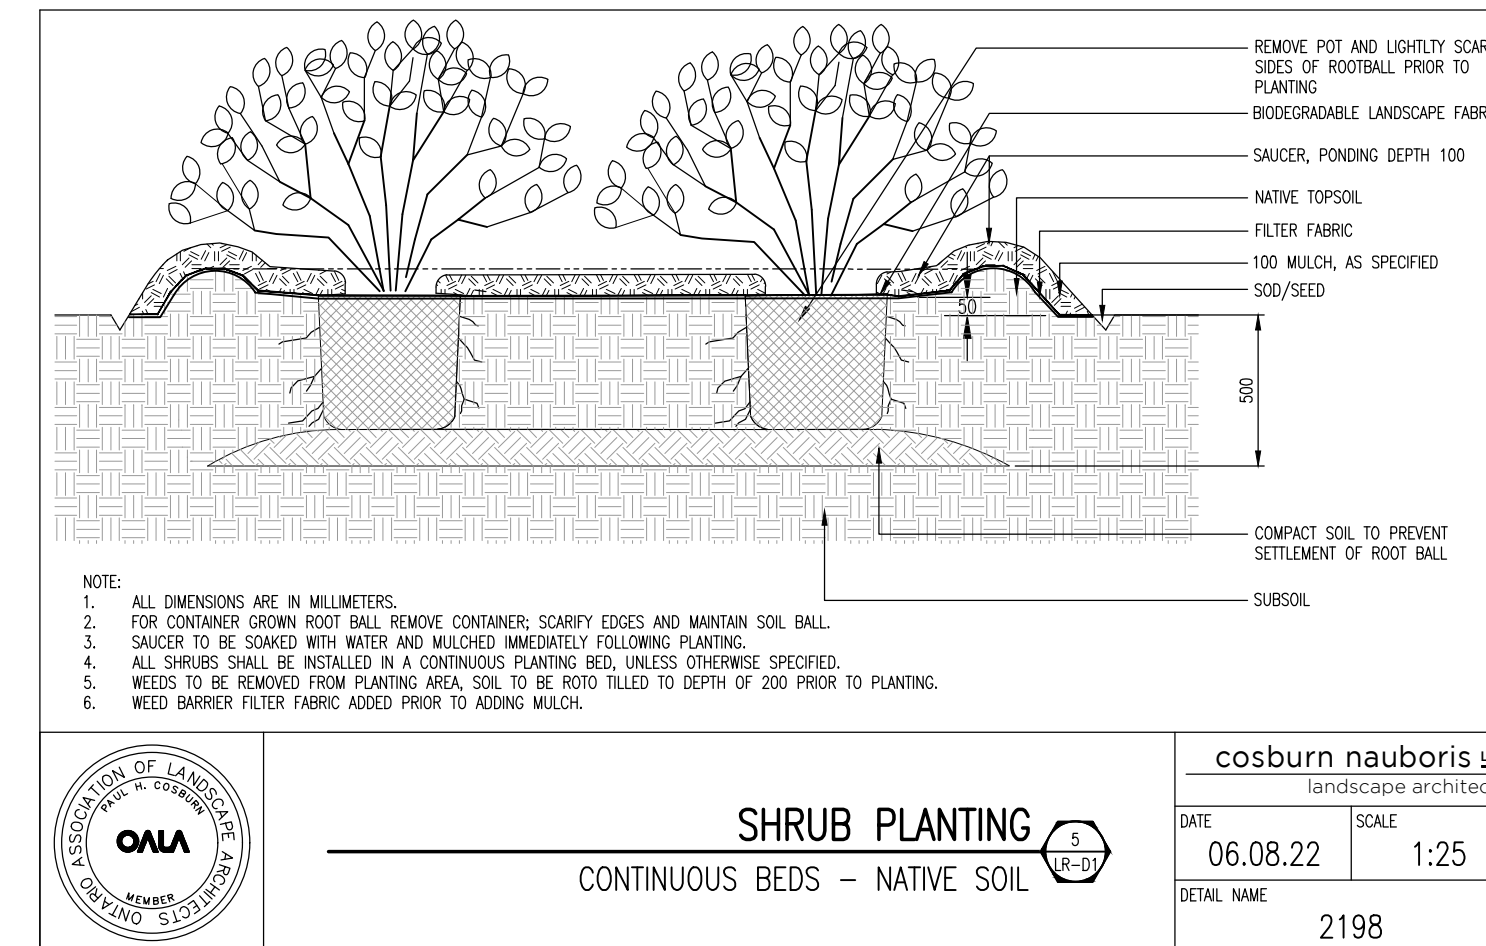 REMOVE POT AND LIGHTLTY SCAR
SIDES OF ROOTBALL PRIOR TO
PLANTING
BIODEGRADABLE LANDSCAPE FABR
SAUCER, PONDING DEPTH 100
NATIVE TOPSOIL
FILTER FABRIC
100 MULCH, AS SPECIFIED
SOD/SEED
50
500
COMPACT SOIL TO PREVENT
SETTLEMENT OF ROOT BALL
SUBSOIL
NOTE:
1. ALL DIMENSIONS ARE IN MILLIMETERS.
2. FOR CONTAINER GROWN ROOT BALL REMOVE CONTAINER; SCARIFY EDGES AND MAINTAIN SOIL BALL.
3. SAUCER TO BE SOAKED WITH WATER AND MULCHED IMMEDIATELY FOLLOWING PLANTING.
4. ALL SHRUBS SHALL BE INSTALLED IN A CONTINUOUS PLANTING BED, UNLESS OTHERWISE SPECIFIED.
5. WEEDS TO BE REMOVED FROM PLANTING AREA, SOIL TO BE ROTO TILLED TO DEPTH OF 200 PRIOR TO PLANTING.
6. WEED BARRIER FILTER FABRIC ADDED PRIOR TO ADDING MULCH.
ONTARIO ASSOCIATION OF LANDSCAPE ARCHITECTS
PAUL H. COSBURN
OALA
MEMBER
SHRUB PLANTING
CONTINUOUS BEDS – NATIVE SOIL
5
LR-D1
cosburn nauboris
landscape architec
DATE
06.08.22
SCALE
1:25
DETAIL NAME
2198